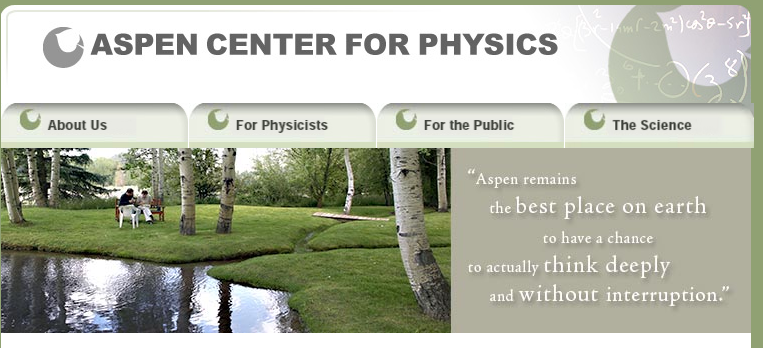 ASPEN CENTER FOR PHYSICS
About Us
For Physicists
For the Public
The Science
“Aspen remains
the best place on earth
to have a chance
to actually think deeply
and without interruption.”